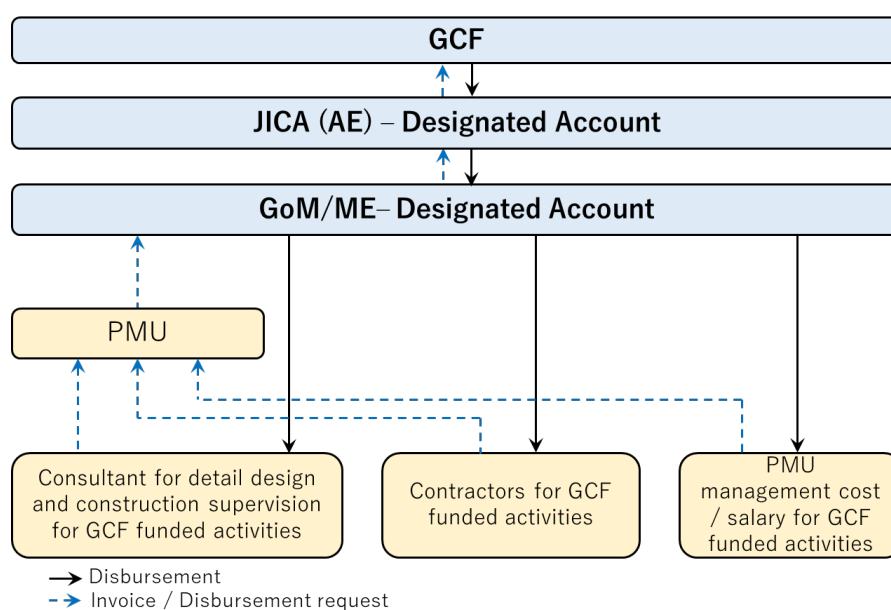 GCF
JICA (AE) – Designated Account
GoM/ME– Designated Account
PMU
Consultant for detail design
and construction supervision
for GCF funded activities
Contractors for GCF
funded activities
PMU
management cost
/ salary for GCF
funded activities
Disbursement
Invoice / Disbursement request